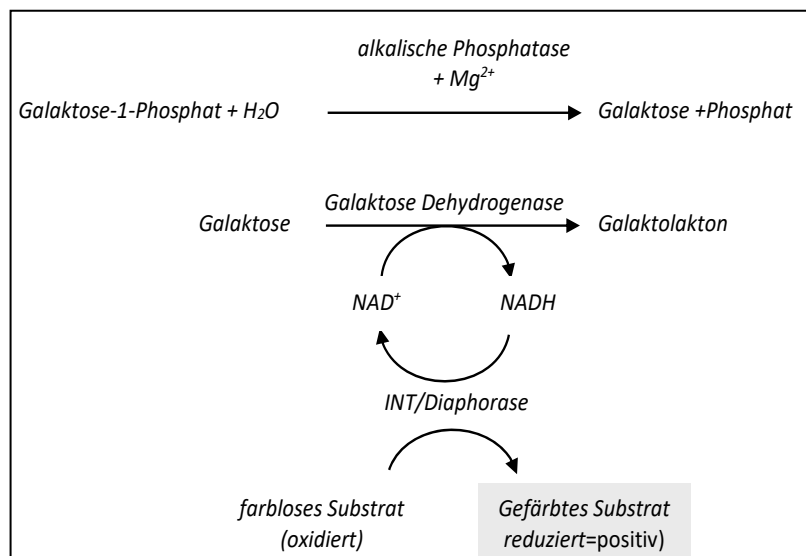 alkalische Phosphatase
+ Mg²⁺
Galaktose-1-Phosphat + H₂O
Galaktose +Phosphat
Galaktose Dehydrogenase
Galaktose
Galaktolakton
NAD⁺
NADH
INT/Diaphorase
farbloses Substrat
(oxidiert)
Gefärbtes Substrat
reduziert=positiv)